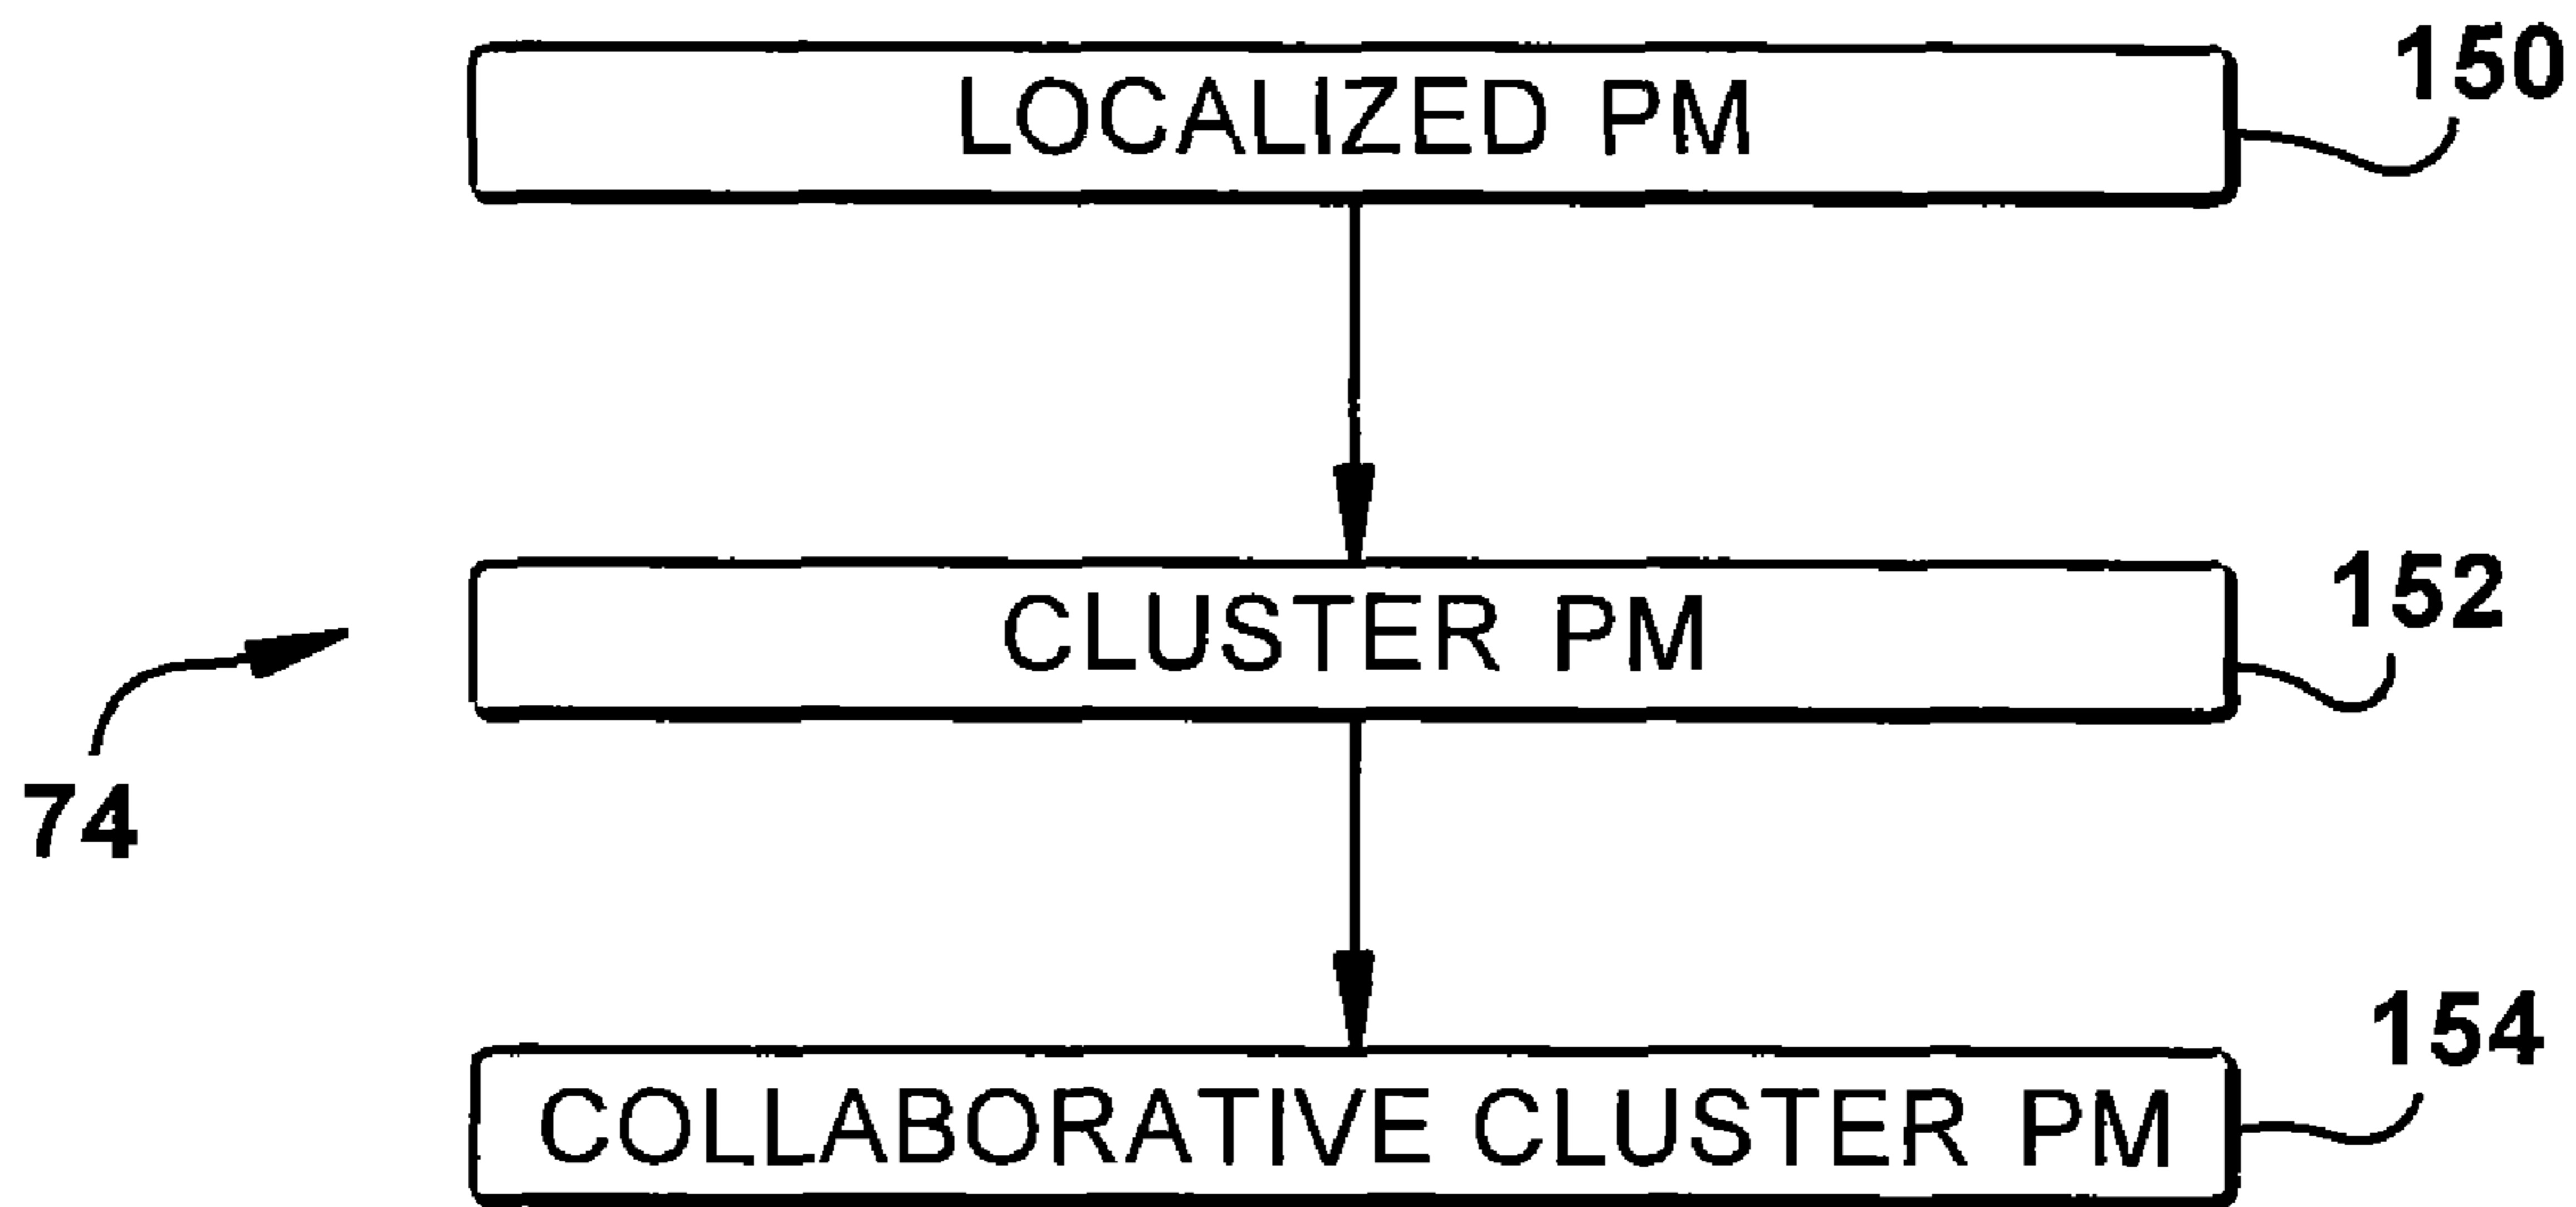 LOCALIZED PM
150
CLUSTER PM
152
74
COLLABORATIVE CLUSTER PM
154